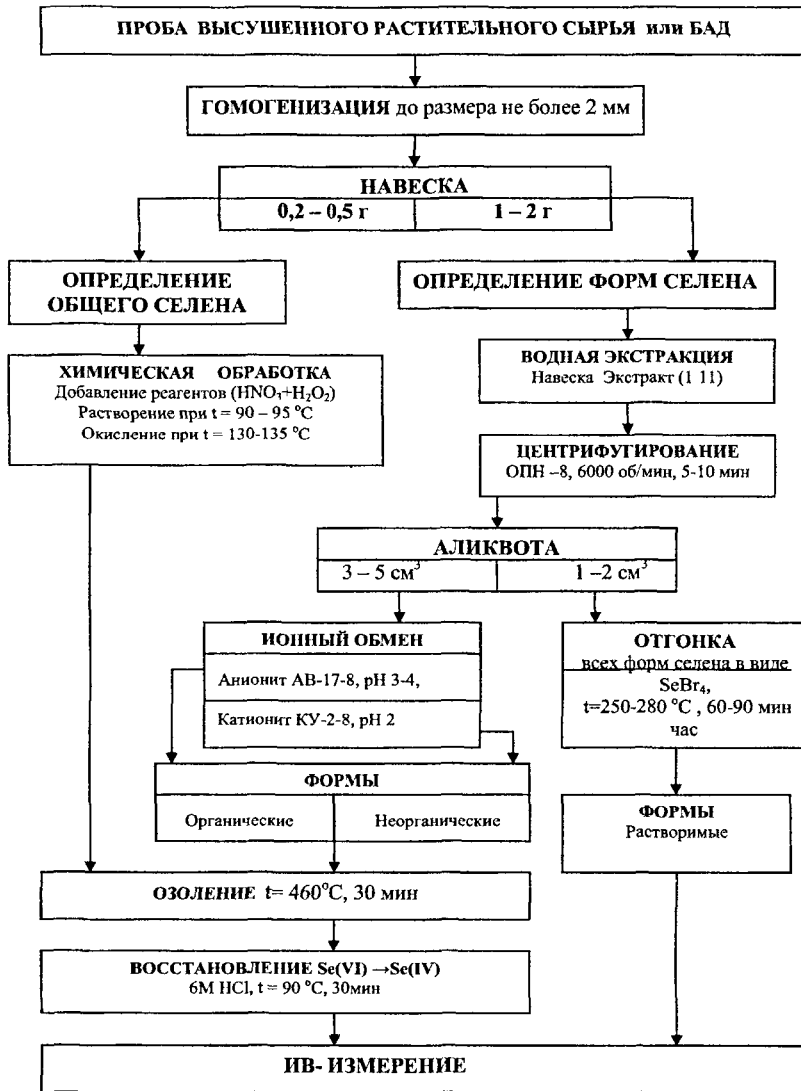 ПРОБА ВЫСУШЕННОГО РАСТИТЕЛЬНОГО СЫРЬЯ или БАД
ГОМОГЕНИЗАЦИЯ до размера не более 2 мм
НАВЕСКА
0,2 – 0,5 г
1 – 2 г
ОПРЕДЕЛЕНИЕ
ОБЩЕГО СЕЛЕНА
ОПРЕДЕЛЕНИЕ ФОРМ СЕЛЕНА
ХИМИЧЕСКАЯ ОБРАБОТКА
Добавление реагентов (HNO₃+H₂O₂)
Растворение при t = 90 – 95 °C
Окисление при t = 130-135 °C
ВОДНАЯ ЭКСТРАКЦИЯ
Навеска Экстракт (1 11)
ЦЕНТРИФУГИРОВАНИЕ
ОПН –8, 6000 об/мин, 5-10 мин
АЛИКВОТА
3 – 5 см³
1 –2 см³
ИОННЫЙ ОБМЕН
Анионит АВ-17-8, pH 3-4,
Катионит КУ-2-8, pH 2
ОТГОНКА
всех форм селена в виде
SeBr₄,
t=250-280 °C , 60-90 мин
час
ФОРМЫ
Органические
Неорганические
ФОРМЫ
Растворимые
ОЗОЛЕНИЕ t= 460°C, 30 мин
ВОССТАНОВЛЕНИЕ Se(VI) →Se(IV)
6M HCl, t = 90 °C, 30мин
ИВ- ИЗМЕРЕНИЕ